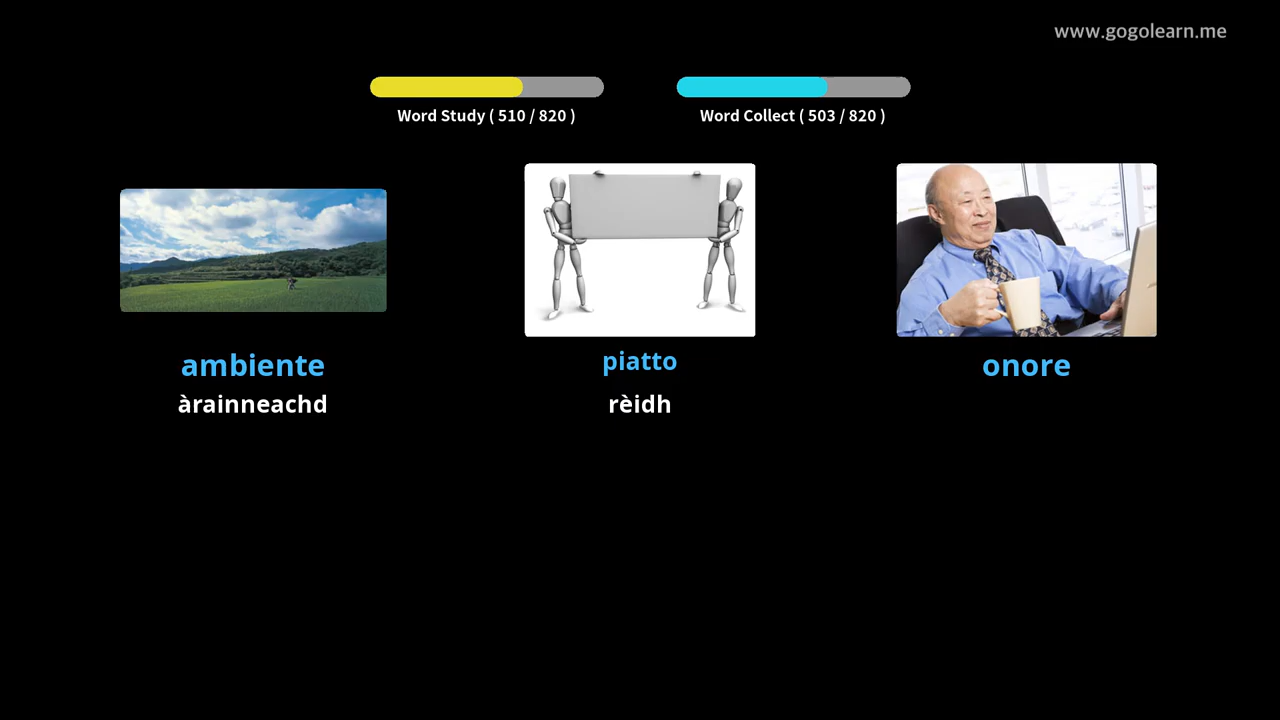 www.gogolearn.me
Word Study ( 510 / 820 )
Word Collect ( 503 / 820 )
ambiente
àrainneachd
piatto
rèidh
onore